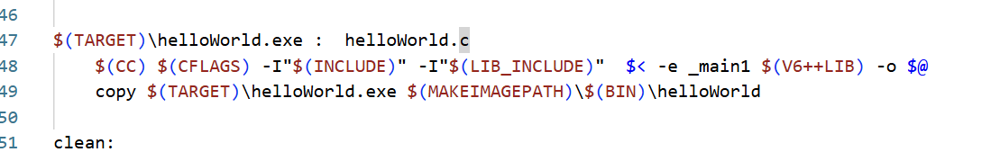 46
47 $(TARGET)\helloWorld.exe :  helloWorld.c
48 $(CC) $(CFLAGS) -I"$(INCLUDE)" -I"$(LIB_INCLUDE)"  $< -e _main1 $(V6++LIB) -o $@
49 copy $(TARGET)\helloWorld.exe $(MAKEIMAGEPATH)\$(BIN)\helloWorld
50
51 clean: